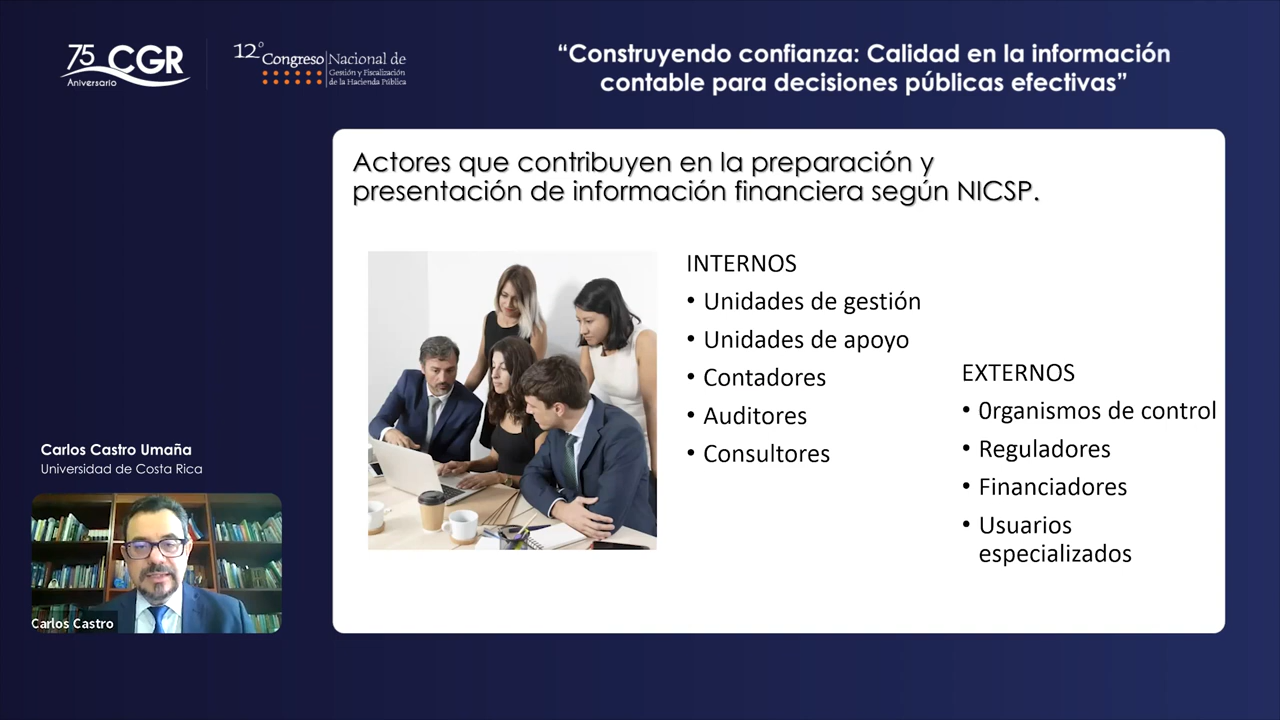 75 CGR
Aniversario
12° Congreso Nacional de
Gestión y Fiscalización
de la Hacienda Pública
“Construyendo confianza: Calidad en la información
contable para decisiones públicas efectivas”
Actores que contribuyen en la preparación y
presentación de información financiera según NICSP.
INTERNOS
• Unidades de gestión
• Unidades de apoyo
• Contadores
• Auditores
• Consultores
EXTERNOS
• 0rganismos de control
• Reguladores
• Financiadores
• Usuarios
especializados
Carlos Castro Umaña
Universidad de Costa Rica
Carlos Castro